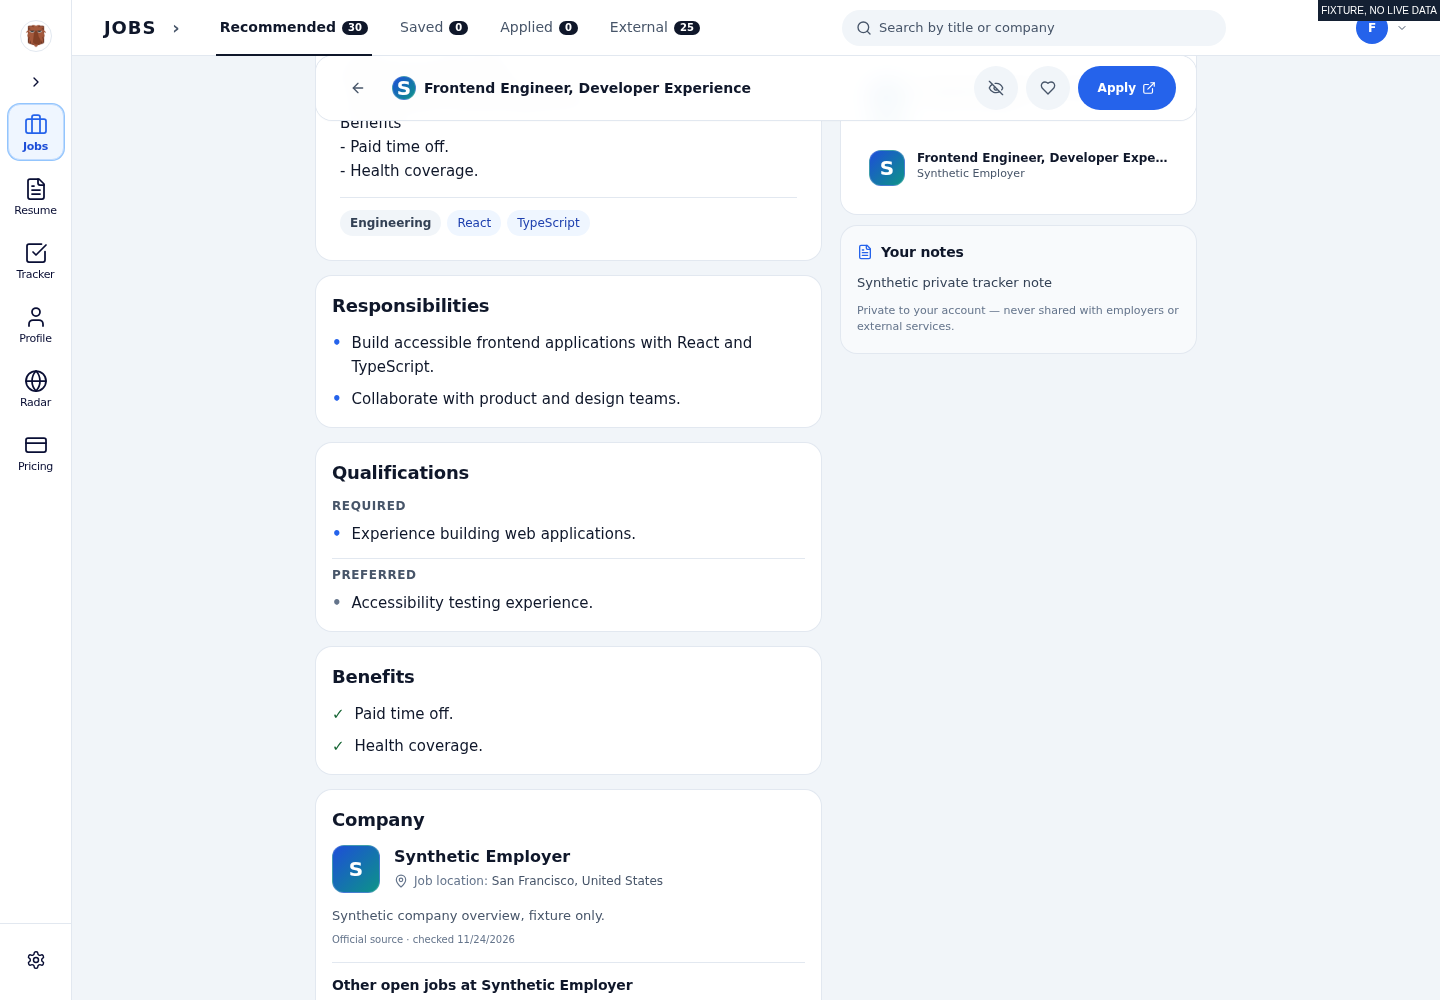 FIXTURE, NO LIVE DATA
JOBS
Recommended 30
Saved 0
Applied 0
External 25
Search by title or company
F
Jobs
Resume
Tracker
Profile
Radar
Pricing
S Frontend Engineer, Developer Experience
Apply
Benefits
- Paid time off.
- Health coverage.
Engineering React TypeScript
Responsibilities
• Build accessible frontend applications with React and
TypeScript.
• Collaborate with product and design teams.
Qualifications
REQUIRED
• Experience building web applications.
PREFERRED
• Accessibility testing experience.
Benefits
✓ Paid time off.
✓ Health coverage.
Company
S
Synthetic Employer
Job location: San Francisco, United States
Synthetic company overview, fixture only.
Official source · checked 11/24/2026
Other open jobs at Synthetic Employer
S
Frontend Engineer, Developer Expe...
Synthetic Employer
Your notes
Synthetic private tracker note
Private to your account — never shared with employers or
external services.